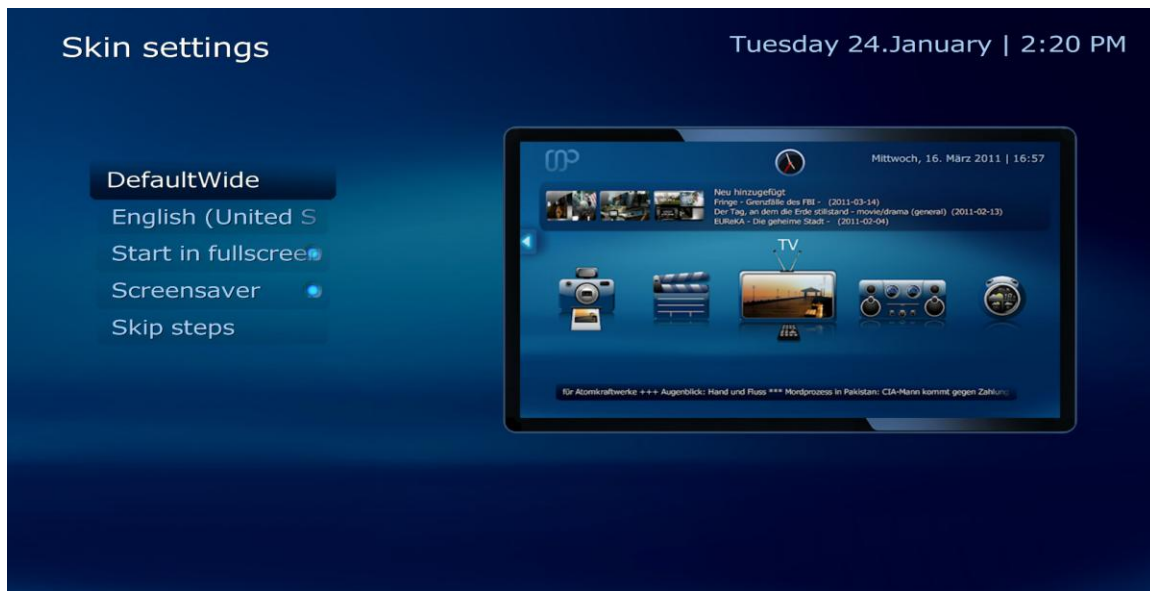 Skin settings
Tuesday 24.January | 2:20 PM
DefaultWide
English (United S
Start in fullscreen
Screensaver
Skip steps
Mittwoch, 16. März 2011 | 16:57
Neu hinzugefügt
Fringe - Grenzfälle des FBI - (2011-03-14)
Der Tag, an dem die Erde stillstand - movie/drama (general) (2011-02-13)
EUReKA - Die geheime Stadt - (2011-02-04)
TV
für Atomkraftwerke +++ Augenblick: Hand und Fluss *** Mordprozess in Pakistan: CIA-Mann kommt gegen Zahlung